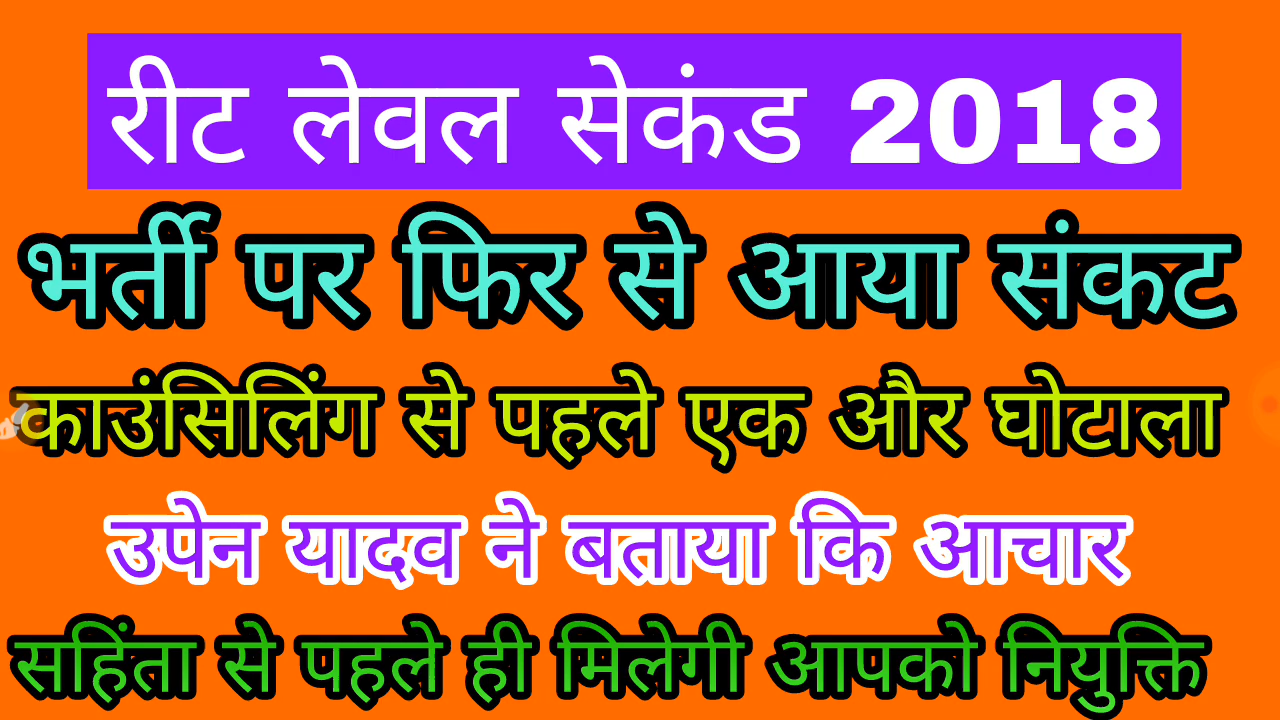 रीट लेवल सेकंड 2018
भर्ती पर फिर से आया संकट
काउंसिलिंग से पहले एक और घोटाला
उपेन यादव ने बताया कि आचार
सहिंता से पहले ही मिलेगी आपको नियुक्ति